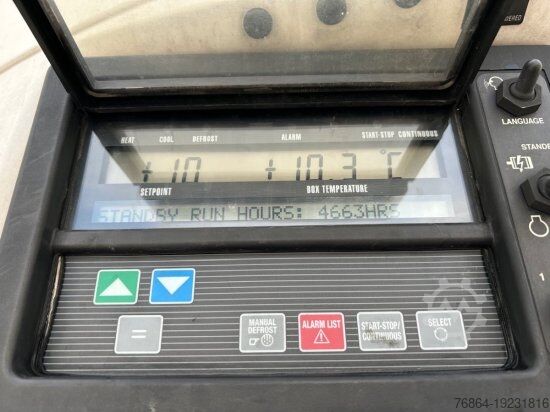 HEAT COOL DEFROST ALARM START-STOP CONTINUOUS
+10 +10.3 °C
SETPOINT BOX TEMPERATURE
STANDBY RUN HOURS: 4663HRS
LANGUAGE
=
MANUAL DEFROST
ALARM LIST
START-STOP/ CONTINUOUS
SELECT
1
76864-19231816